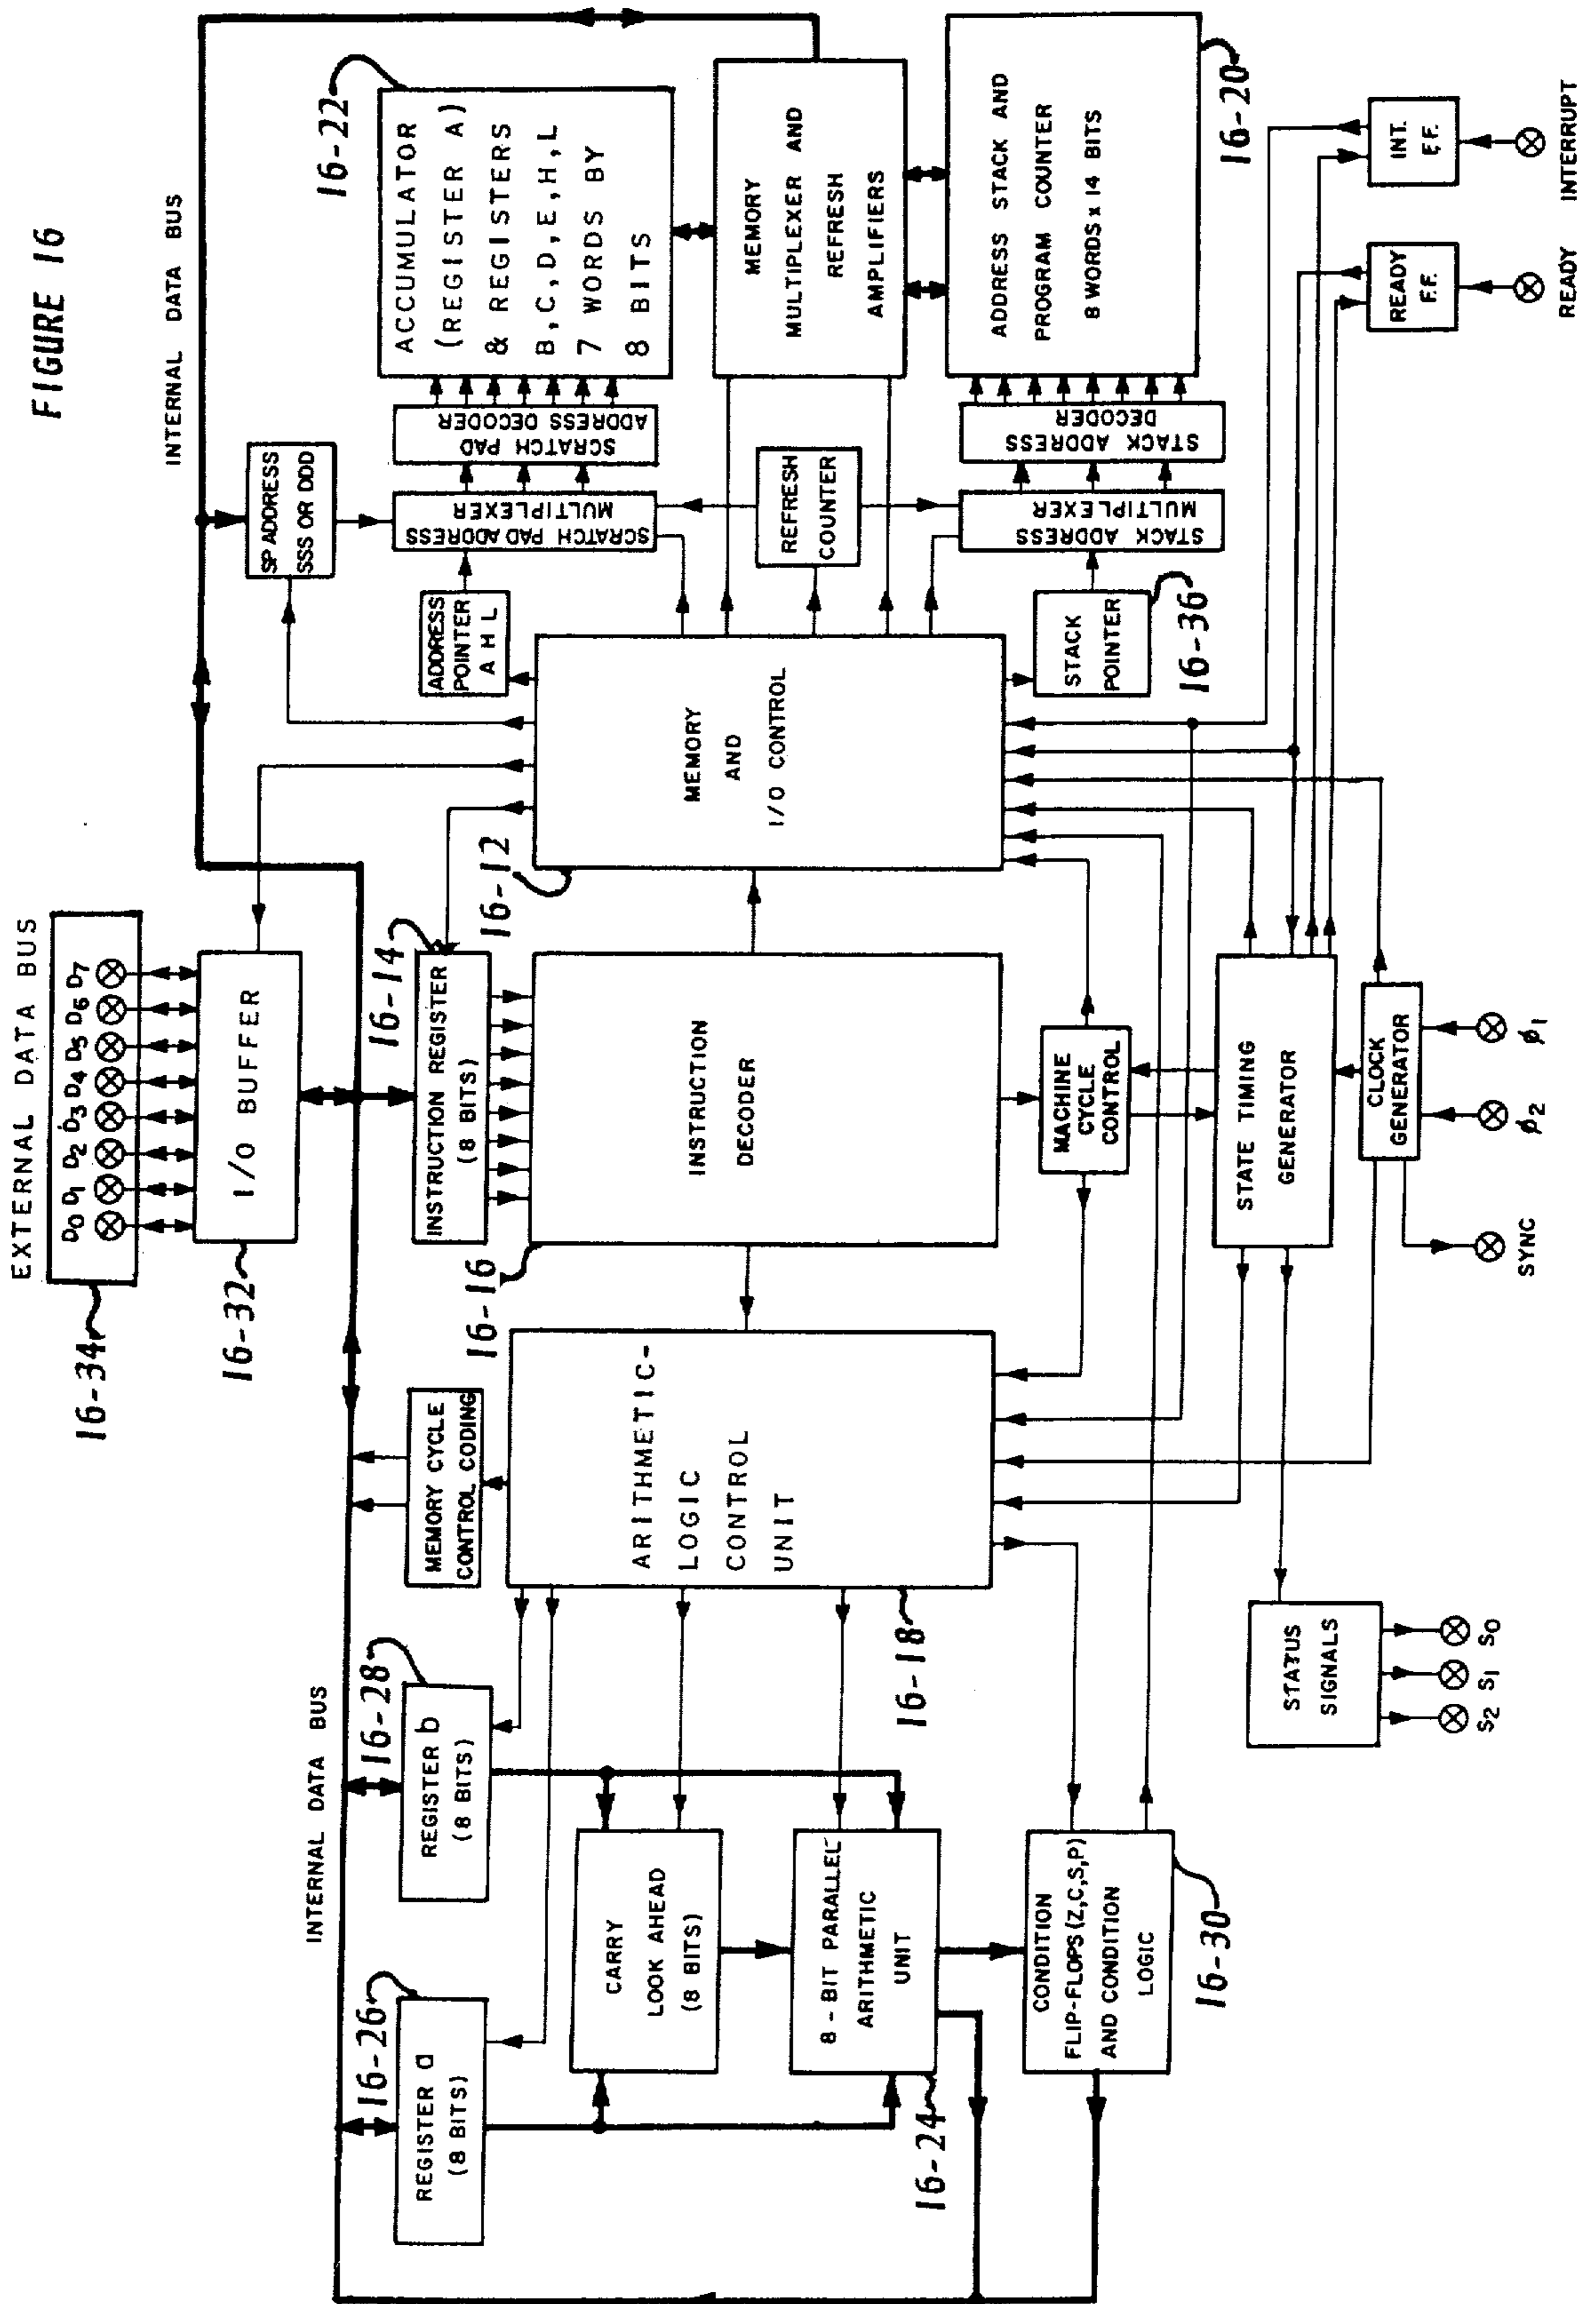 FIGURE 16
EXTERNAL DATA BUS
D0 D1 D2 D3 D4 D5 D6 D7
16-34
I/O BUFFER
16-32
INTERNAL DATA BUS
INTERNAL DATA BUS
REGISTER a
(8 BITS)
16-26
REGISTER b
(8 BITS)
16-28
MEMORY CYCLE
CONTROL CODING
INSTRUCTION REGISTER
(8 BITS)
16-14
SP ADDRESS
SSS OR DDD
ADDRESS
POINTER
A H L
SCRATCH PAD ADDRESS
MULTIPLEXER
SCRATCH PAD
ADDRESS DECODER
ACCUMULATOR
(REGISTER A)
& REGISTERS
B,C,D,E,H,L
7 WORDS BY
8 BITS
16-22
CARRY
LOOK AHEAD
(8 BITS)
8-BIT PARALLEL
ARITHMETIC
UNIT
16-24
ARITHMETIC-
LOGIC
CONTROL
UNIT
16-18
INSTRUCTION
DECODER
16-16
MEMORY
AND
I/O CONTROL
16-12
REFRESH
COUNTER
MEMORY
MULTIPLEXER AND
REFRESH
AMPLIFIERS
STACK
POINTER
16-36
STACK ADDRESS
MULTIPLEXER
STACK ADDRESS
DECODER
ADDRESS STACK AND
PROGRAM COUNTER
8 WORDS x 14 BITS
16-20
CONDITION
FLIP-FLOPS (Z,C,S,P)
AND CONDITION
LOGIC
16-30
MACHINE
CYCLE
CONTROL
STATE TIMING
GENERATOR
STATUS
SIGNALS
S2 S1 S0
CLOCK
GENERATOR
SYNC
ϕ2
ϕ1
READY
F.F.
INT.
F.F.
READY
INTERRUPT